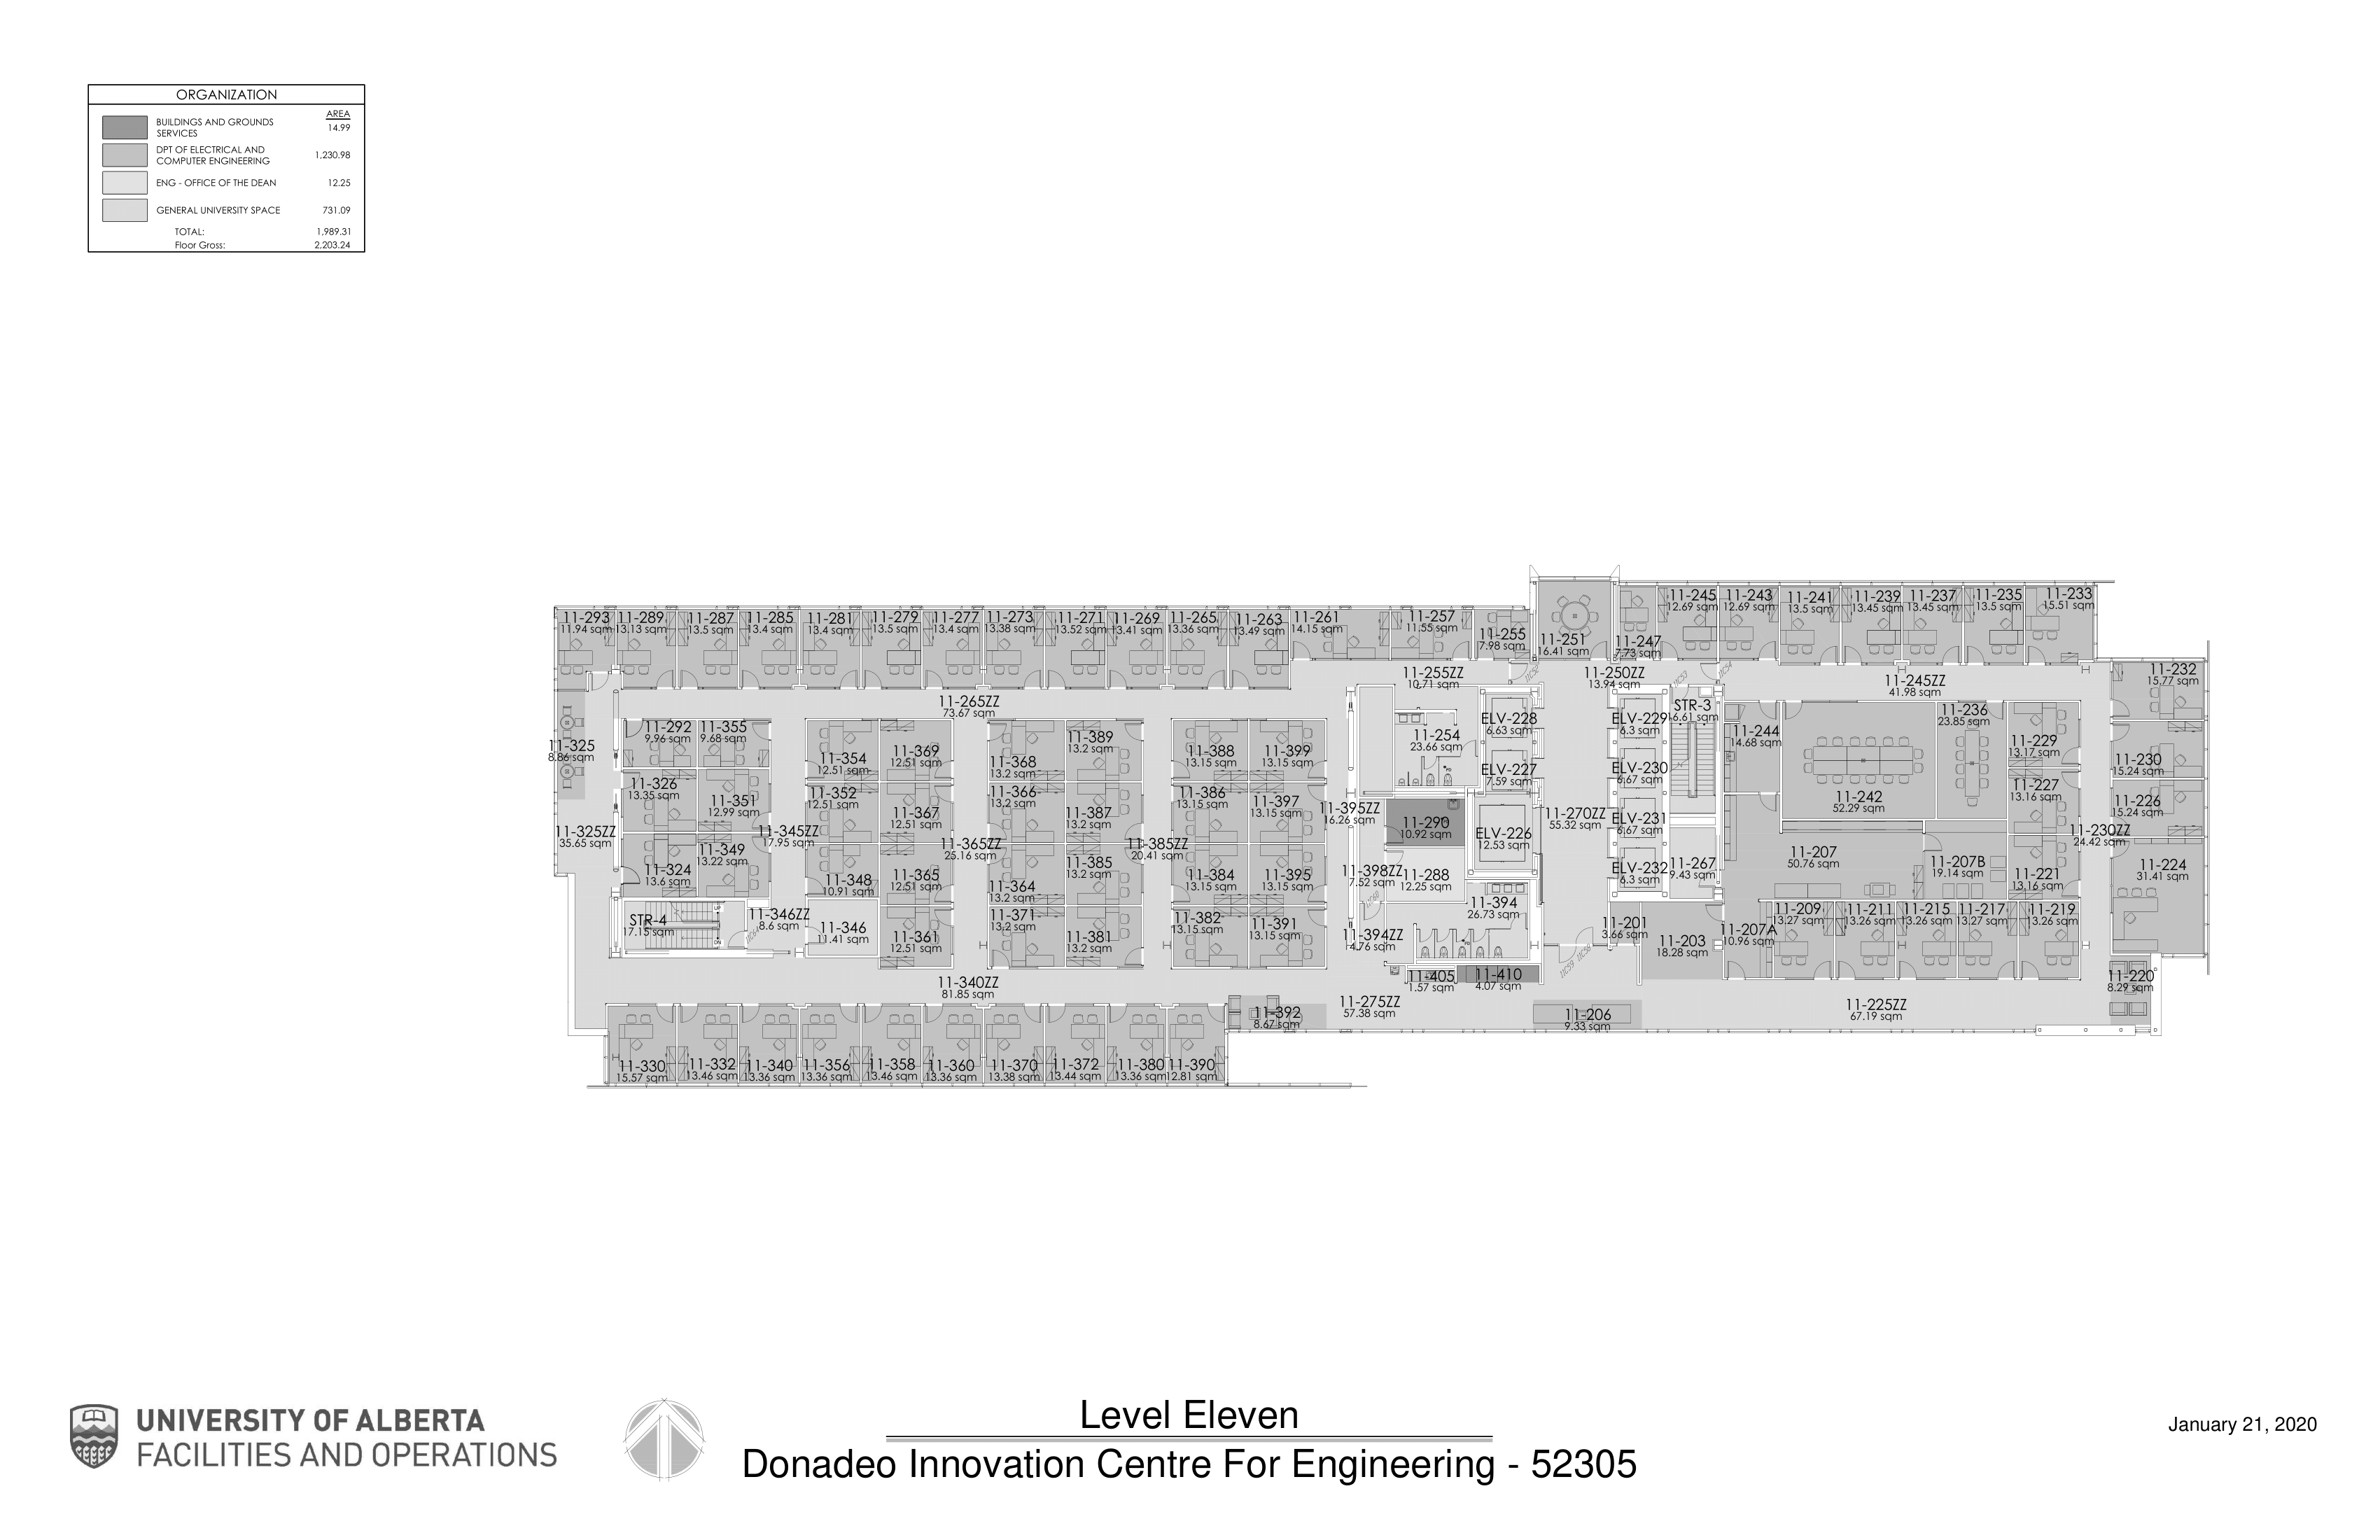 ORGANIZATION
AREA
BUILDINGS AND GROUNDS
SERVICES
14.99
DPT OF ELECTRICAL AND
COMPUTER ENGINEERING
1,230.98
ENG - OFFICE OF THE DEAN 12.25
GENERAL UNIVERSITY SPACE 731.09
TOTAL: 1,989.31
Floor Gross: 2,203.24
11-293
11.94 sqm
11-289
13.13 sqm
11-287
13.5 sqm
11-285
13.4 sqm
11-281
13.4 sqm
11-279
13.5 sqm
11-277
13.4 sqm
11-273
13.38 sqm
11-271
13.52 sqm
11-269
13.41 sqm
11-265
13.36 sqm
11-263
13.49 sqm
11-261
14.15 sqm
11-257
11.55 sqm
11-255
7.98 sqm
11-251
16.41 sqm
11-247
7.73 sqm
11-245
12.69 sqm
11-243
12.69 sqm
11-241
13.5 sqm
11-239
13.45 sqm
11-237
13.45 sqm
11-235
13.5 sqm
11-233
15.51 sqm
11-255ZZ
10.71 sqm
11-250ZZ
13.94 sqm
11-245ZZ
41.98 sqm
11-232
15.77 sqm
11-265ZZ
73.67 sqm
11-325
8.86 sqm
11-292
9.96 sqm
11-355
9.68 sqm
11-354
12.51 sqm
11-369
12.51 sqm
11-368
13.2 sqm
11-389
13.2 sqm
11-388
13.15 sqm
11-399
13.15 sqm
11-254
23.66 sqm
ELV-228
6.63 sqm
ELV-227
7.59 sqm
ELV-229
6.3 sqm
STR-3
16.61 sqm
11-244
14.68 sqm
11-236
23.85 sqm
11-229
13.17 sqm
11-230
15.24 sqm
11-326
13.35 sqm
11-351
12.99 sqm
11-352
12.51 sqm
11-367
12.51 sqm
11-366
13.2 sqm
11-387
13.2 sqm
11-386
13.15 sqm
11-397
13.15 sqm
11-395ZZ
16.26 sqm
11-290
10.92 sqm
ELV-226
12.53 sqm
11-270ZZ
55.32 sqm
ELV-230
6.67 sqm
ELV-231
6.67 sqm
11-242
52.29 sqm
11-227
13.16 sqm
11-226
15.24 sqm
11-325ZZ
35.65 sqm
11-345ZZ
17.95 sqm
11-365ZZ
25.16 sqm
11-385ZZ
20.41 sqm
11-230ZZ
24.42 sqm
11-324
13.6 sqm
11-349
13.22 sqm
11-348
10.91 sqm
11-365
12.51 sqm
11-364
13.2 sqm
11-385
13.2 sqm
11-384
13.15 sqm
11-395
13.15 sqm
11-398ZZ
7.52 sqm
11-288
12.25 sqm
ELV-232
6.3 sqm
11-267
9.43 sqm
11-207
50.76 sqm
11-207B
19.14 sqm
11-221
13.16 sqm
11-224
31.41 sqm
STR-4
17.15 sqm
UP
DN
11-346ZZ
8.6 sqm
11-346
11.41 sqm
11-361
12.51 sqm
11-371
13.2 sqm
11-381
13.2 sqm
11-382
13.15 sqm
11-391
13.15 sqm
11-394ZZ
4.76 sqm
11-394
26.73 sqm
11-201
3.66 sqm
11-203
18.28 sqm
11-207A
10.96 sqm
11-209
13.27 sqm
11-211
13.26 sqm
11-215
13.26 sqm
11-217
13.27 sqm
11-219
13.26 sqm
11-340ZZ
81.85 sqm
11-405
1.57 sqm
11-410
4.07 sqm
11-220
8.29 sqm
11-392
8.67 sqm
11-275ZZ
57.38 sqm
11-206
9.33 sqm
11-225ZZ
67.19 sqm
11-330
15.57 sqm
11-332
13.46 sqm
11-340
13.36 sqm
11-356
13.36 sqm
11-358
13.46 sqm
11-360
13.36 sqm
11-370
13.38 sqm
11-372
13.44 sqm
11-380
13.36 sqm
11-390
12.81 sqm
UNIVERSITY OF ALBERTA
FACILITIES AND OPERATIONS
Level Eleven
Donadeo Innovation Centre For Engineering - 52305
January 21, 2020